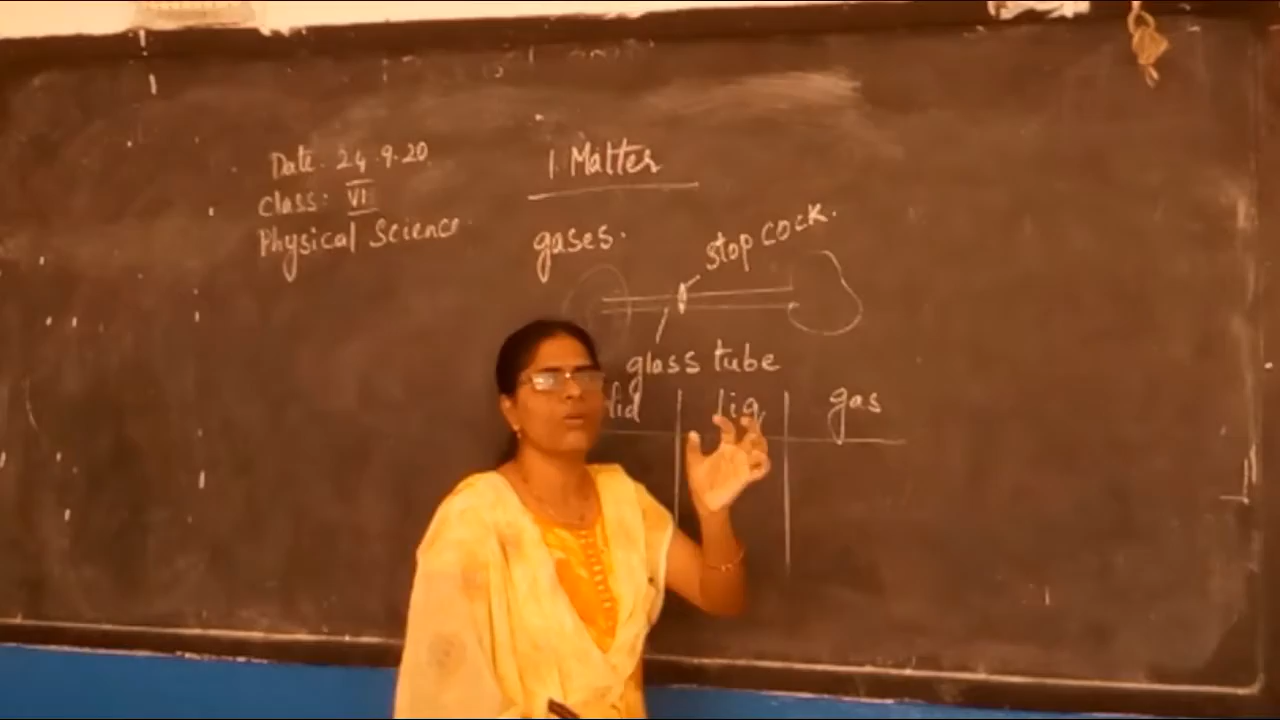 Date. 24.9.20
1. Matter
Class: VI
Physical Science.
gases.
stop cock.
glass tube
liq
gas